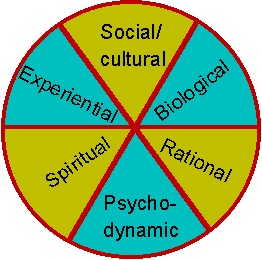 Social/
cultural
Experiential
Biological
Spiritual
Rational
Psycho-
dynamic